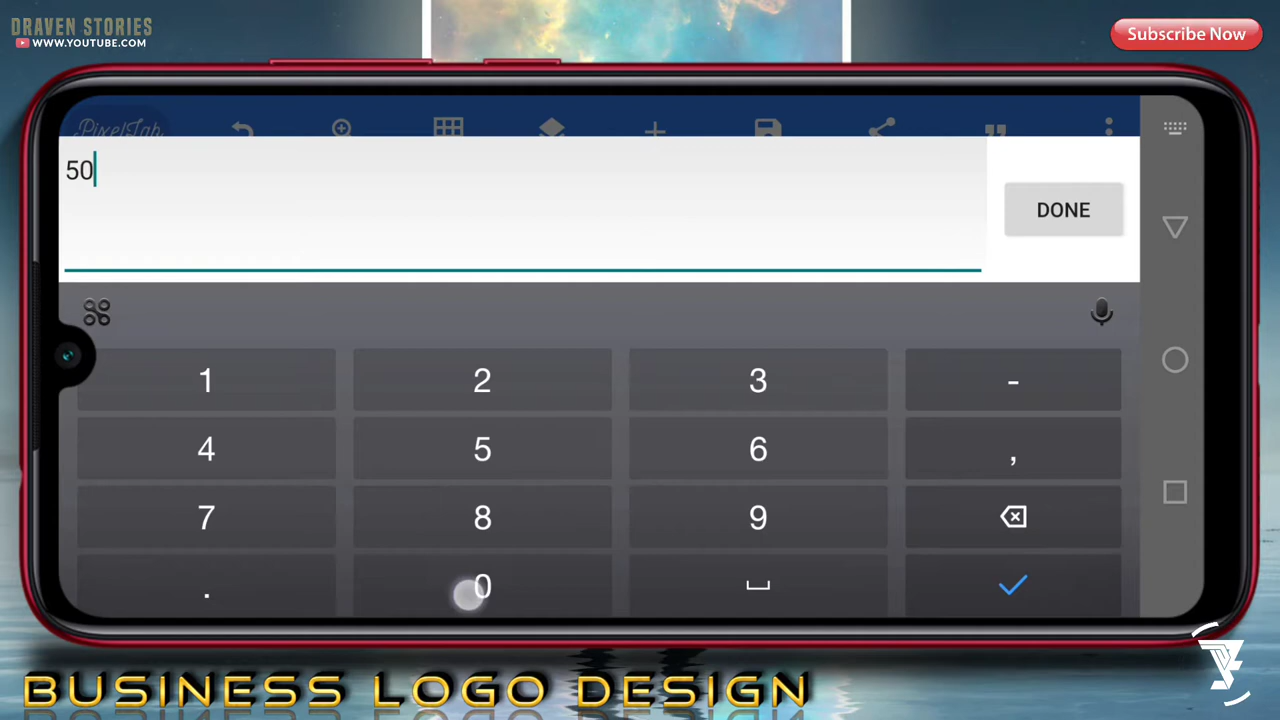 DRAVEN STORIES
WWW.YOUTUBE.COM
Subscribe Now
PixelLab
50
DONE
1 2 3 -
4 5 6 ,
7 8 9
. 0
BUSINESS LOGO DESIGN